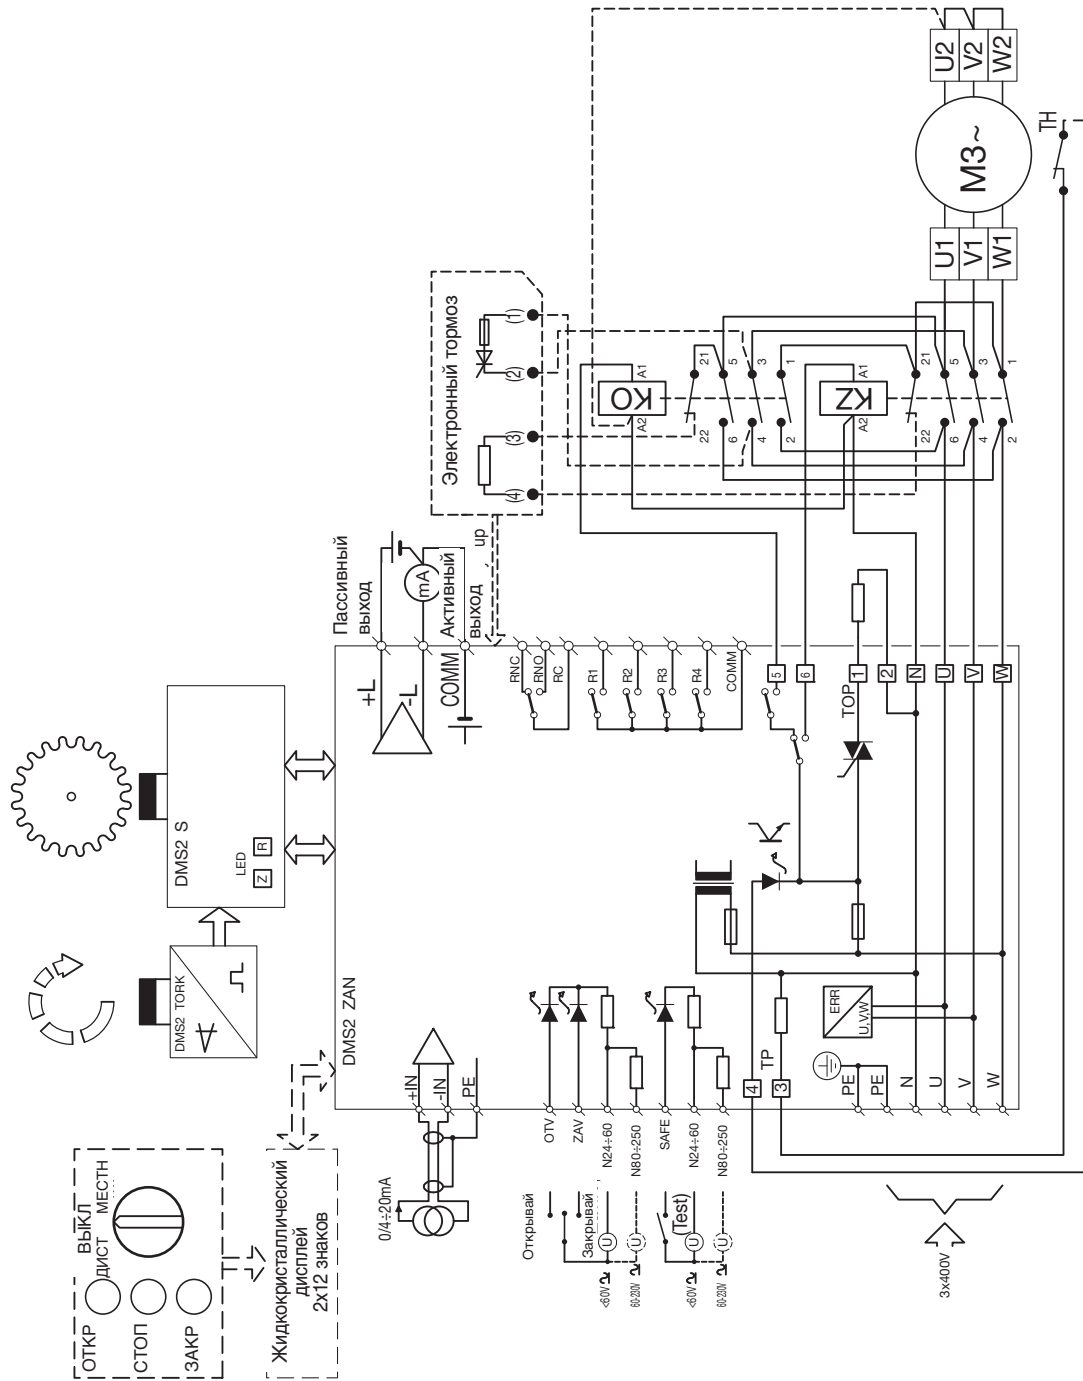 U2
V2
W2
M3~
TH
U1
V1
W1
Электронный тормоз
(1)
(2)
(3)
(4)
KO
A1
A2
21
5
3
1
22
6
4
2
KZ
A1
A2
21
5
3
1
22
6
4
2
Пассивный
выход
mA
Активный
выход
up
+L
-L
COMM
RNC
RNO
RC
R1
R2
R3
R4
COMM
5
6
TOP
1
2
N
U
V
W
DMS2 S
LED
Z
R
DMS2 TORK
DMS2 ZAN
+IN
-IN
PE
0/4÷20mA
OTV
ZAV
N24÷60
N80÷250
SAFE
N24÷60
N80÷250
4
3
TP
ERR
U,V,W
PE
PE
N
U
V
W
Открывай
Закрывай
U
U
<60V
60-230V
(Test)
U
U
<60V
60-230V
3x400V
ВЫКЛ
ДИСТ
МЕСТН
ОТКР
СТОП
ЗАКР
Жидкокристаллический
дисплей
2x12 знаков